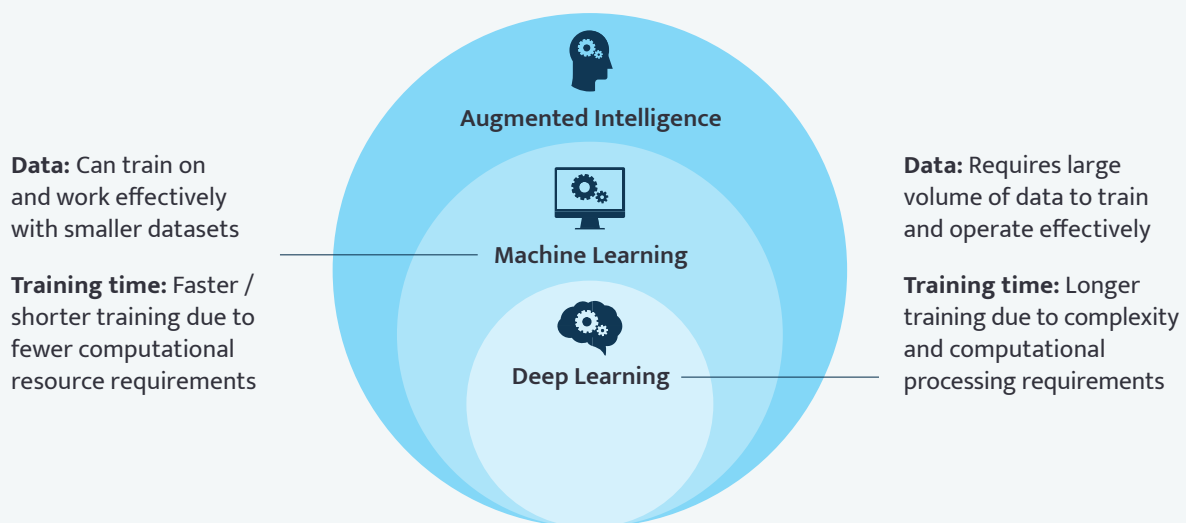 Augmented Intelligence
Data: Can train on
and work effectively
with smaller datasets
Training time: Faster /
shorter training due to
fewer computational
resource requirements
Machine Learning
Deep Learning
Data: Requires large
volume of data to train
and operate effectively
Training time: Longer
training due to complexity
and computational
processing requirements